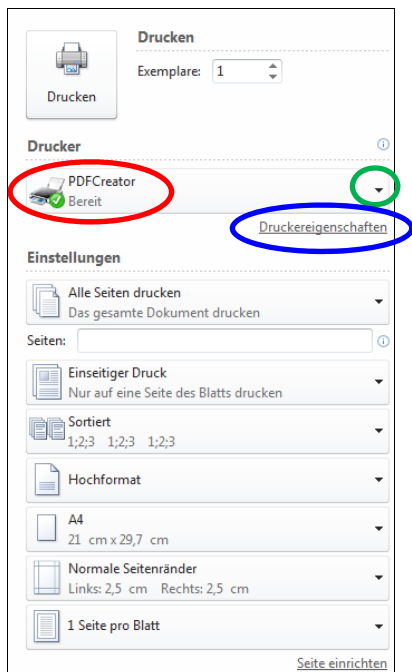 Drucken
Exemplare: 1
Drucken
Drucker
PDFCreator
Bereit
Druckereigenschaften
Einstellungen
Alle Seiten drucken
Das gesamte Dokument drucken
Seiten:
Einseitiger Druck
Nur auf eine Seite des Blatts drucken
Sortiert
1;2;3 1;2;3 1;2;3
Hochformat
A4
21 cm x 29,7 cm
Normale Seitenränder
Links: 2,5 cm Rechts: 2,5 cm
1 Seite pro Blatt
Seite einrichten